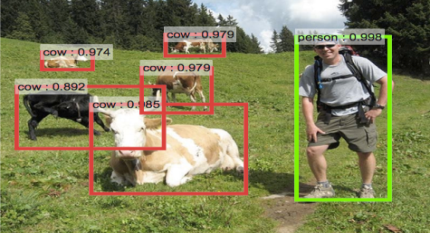 cow : 0.979
person : 0.998
cow : 0.974
cow : 0.979
cow : 0.892
cow : 0.985